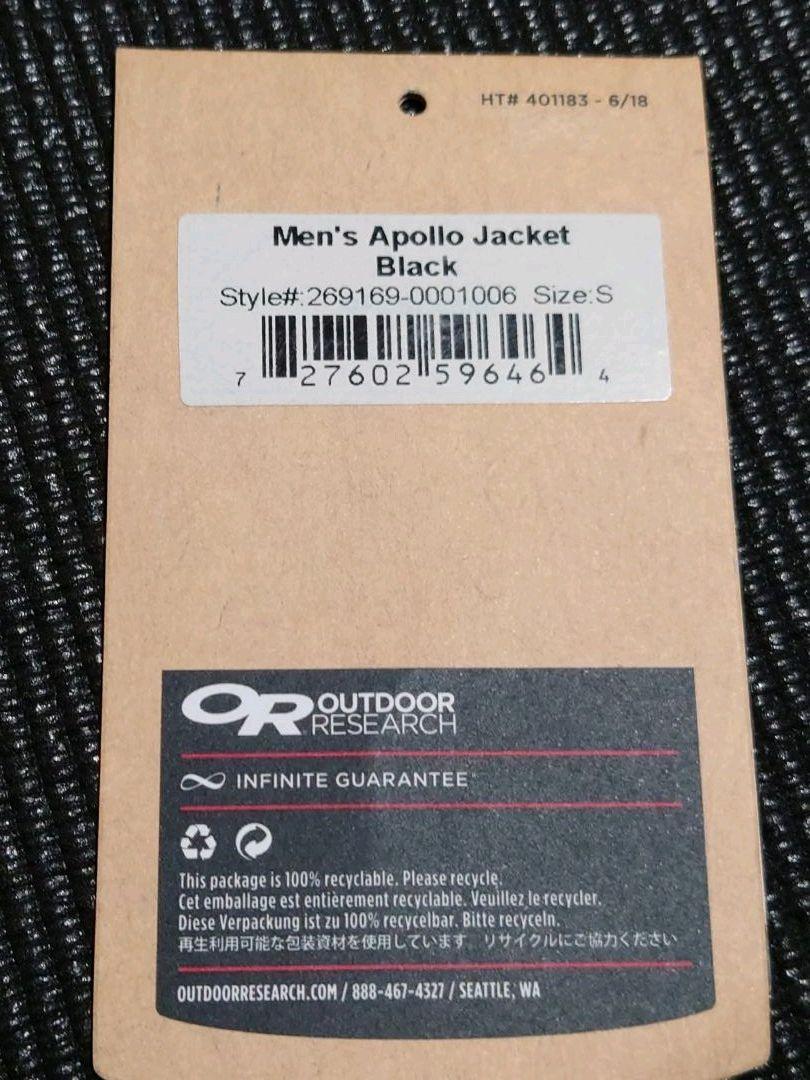 HT# 401183 - 6/18
Men's Apollo Jacket
Black
Style#:269169-0001006 Size:S
7 27602 59646 4
OR OUTDOOR
RESEARCH
INFINITE GUARANTEE
This package is 100% recyclable. Please recycle.
Cet emballage est entièrement recyclable. Veuillez le recycler.
Diese Verpackung ist zu 100% recycelbar. Bitte recyceln.
再生利用可能な包装資材を使用しています リサイクルにご協力ください
OUTDOORRESEARCH.COM / 888-467-4327 / SEATTLE, WA